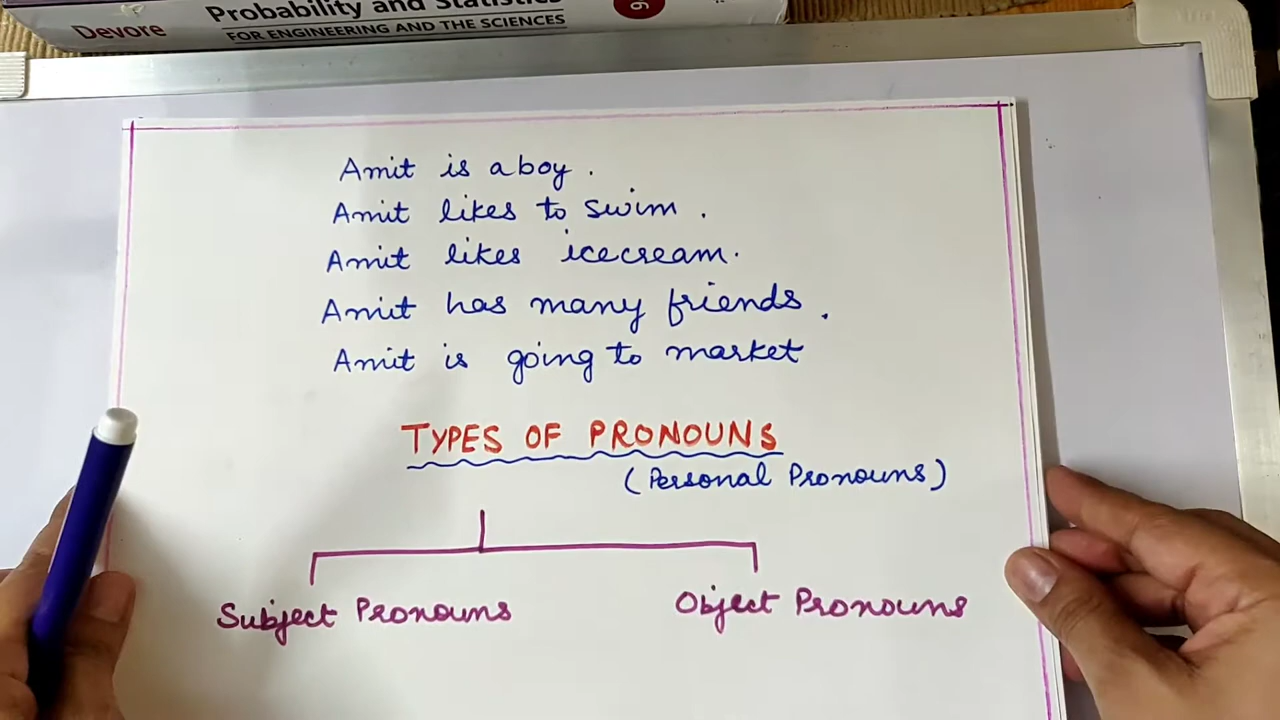 Probability and Statistics
Devore
FOR ENGINEERING AND THE SCIENCES
9
Amit is a boy.
Amit likes to swim.
Amit likes icecream.
Amit has many friends.
Amit is going to market
TYPES OF PRONOUNS
(Personal Pronouns)
Subject Pronouns Object Pronouns